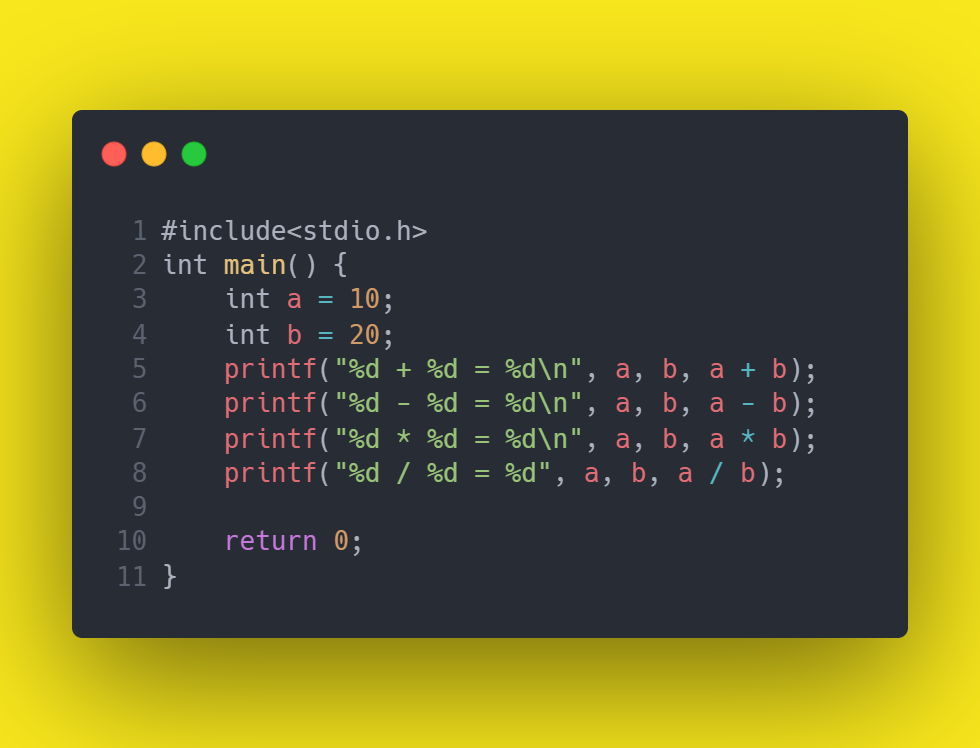 1 #include<stdio.h>
2 int main() {
3     int a = 10;
4     int b = 20;
5     printf("%d + %d = %d\n", a, b, a + b);
6     printf("%d - %d = %d\n", a, b, a - b);
7     printf("%d * %d = %d\n", a, b, a * b);
8     printf("%d / %d = %d", a, b, a / b);
9
10     return 0;
11 }